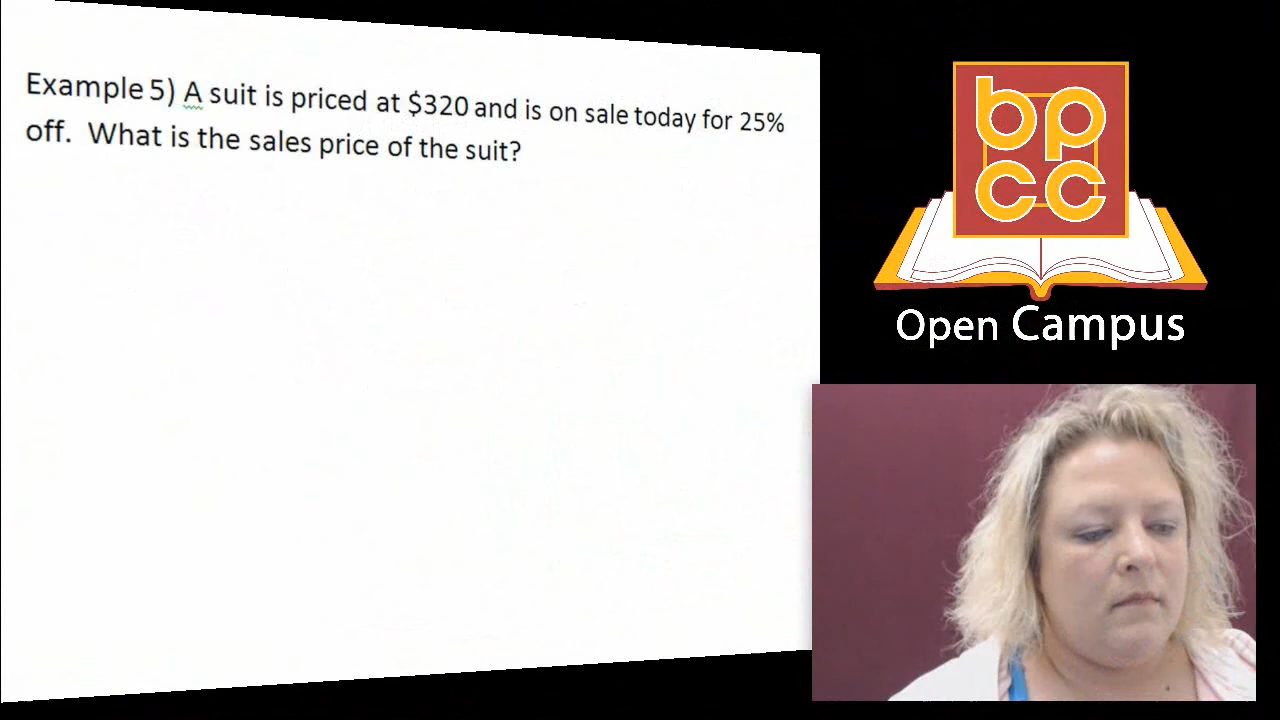 Example 5) A suit is priced at $320 and is on sale today for 25%
off. What is the sales price of the suit?
bp
cc
Open Campus